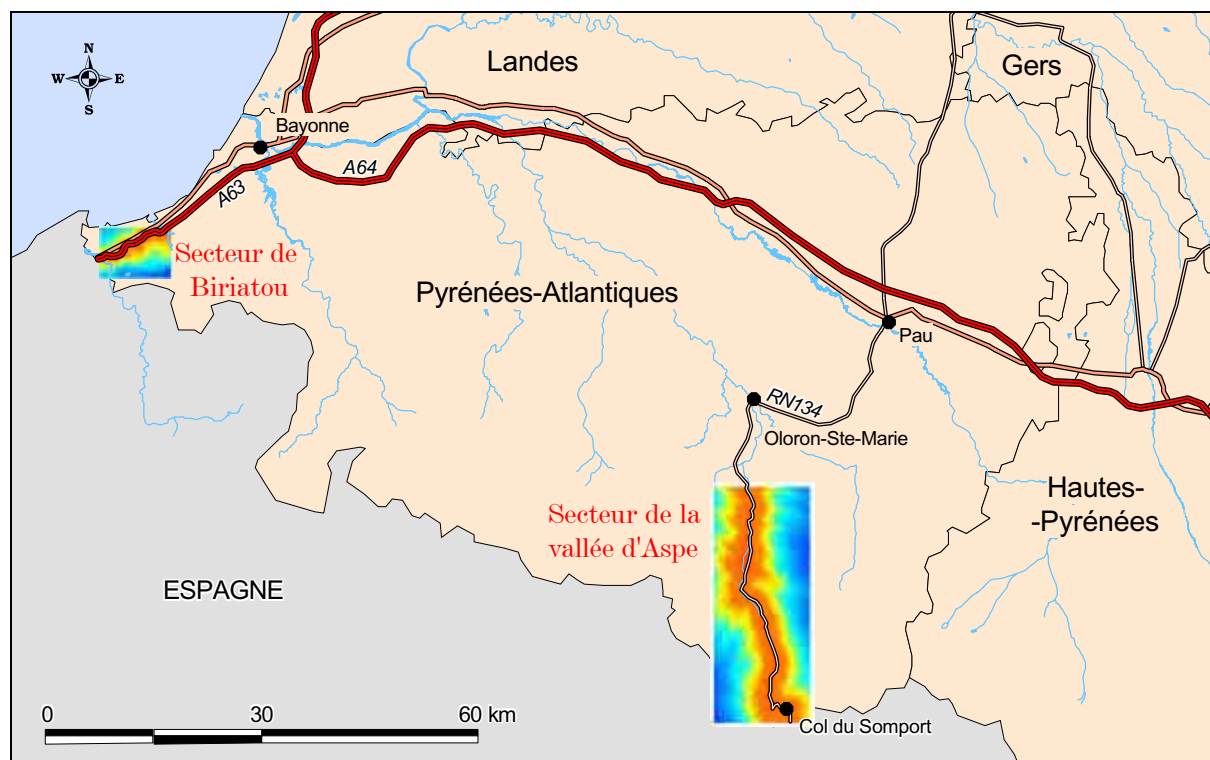 Landes
Gers
N
W E
S
Bayonne
A64
A63
Secteur de
Biriatou
Pyrénées-Atlantiques
Pau
RN134
Oloron-Ste-Marie
Hautes-
-Pyrénées
Secteur de la
vallée d'Aspe
ESPAGNE
0 30 60 km
Col du Somport